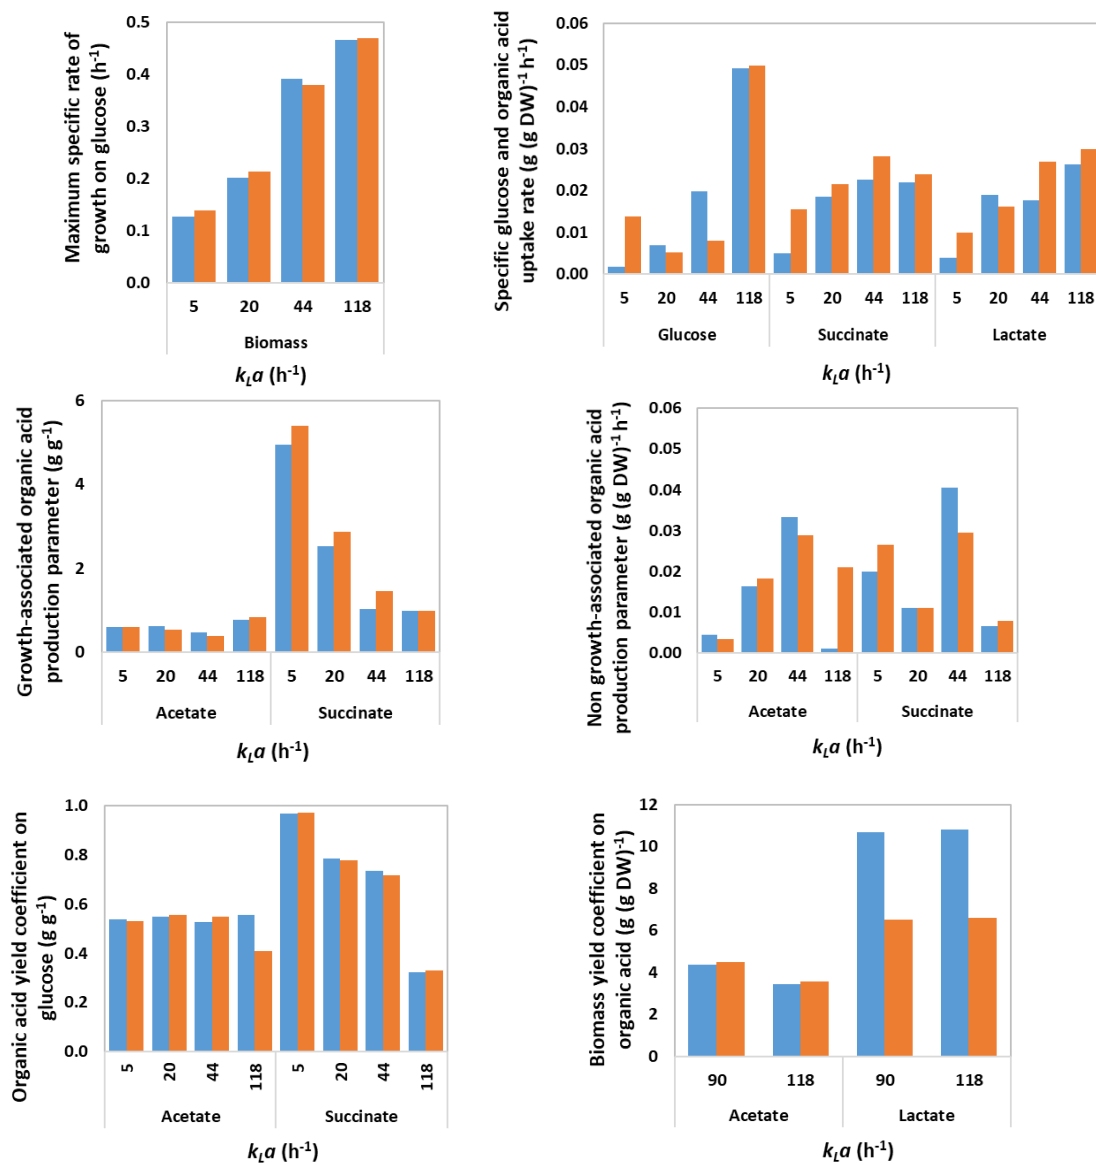 Maximum specific rate of
growth on glucose (h⁻¹)
0.5
0.4
0.3
0.2
0.1
0.0
5 20 44 118
Biomass
kLa (h⁻¹)
Specific glucose and organic acid
uptake rate (g (g DW)⁻¹ h⁻¹)
0.06
0.05
0.04
0.03
0.02
0.01
0.00
5 20 44 118 5 20 44 118 5 20 44 118
Glucose Succinate Lactate
kLa (h⁻¹)
Growth-associated organic acid
production parameter (g g⁻¹)
6
4
2
0
5 20 44 118 5 20 44 118
Acetate Succinate
kLa (h⁻¹)
Non growth-associated organic acid
production parameter (g (g DW)⁻¹ h⁻¹)
0.06
0.05
0.04
0.03
0.02
0.01
0.00
5 20 44 118 5 20 44 118
Acetate Succinate
kLa (h⁻¹)
Organic acid yield coefficient on
glucose (g g⁻¹)
1.0
0.8
0.6
0.4
0.2
0.0
5 20 44 118 5 20 44 118
Acetate Succinate
kLa (h⁻¹)
Biomass yield coefficient on
organic acid (g (g DW)⁻¹)
12
10
8
6
4
2
0
90 118 90 118
Acetate Lactate
kLa (h⁻¹)